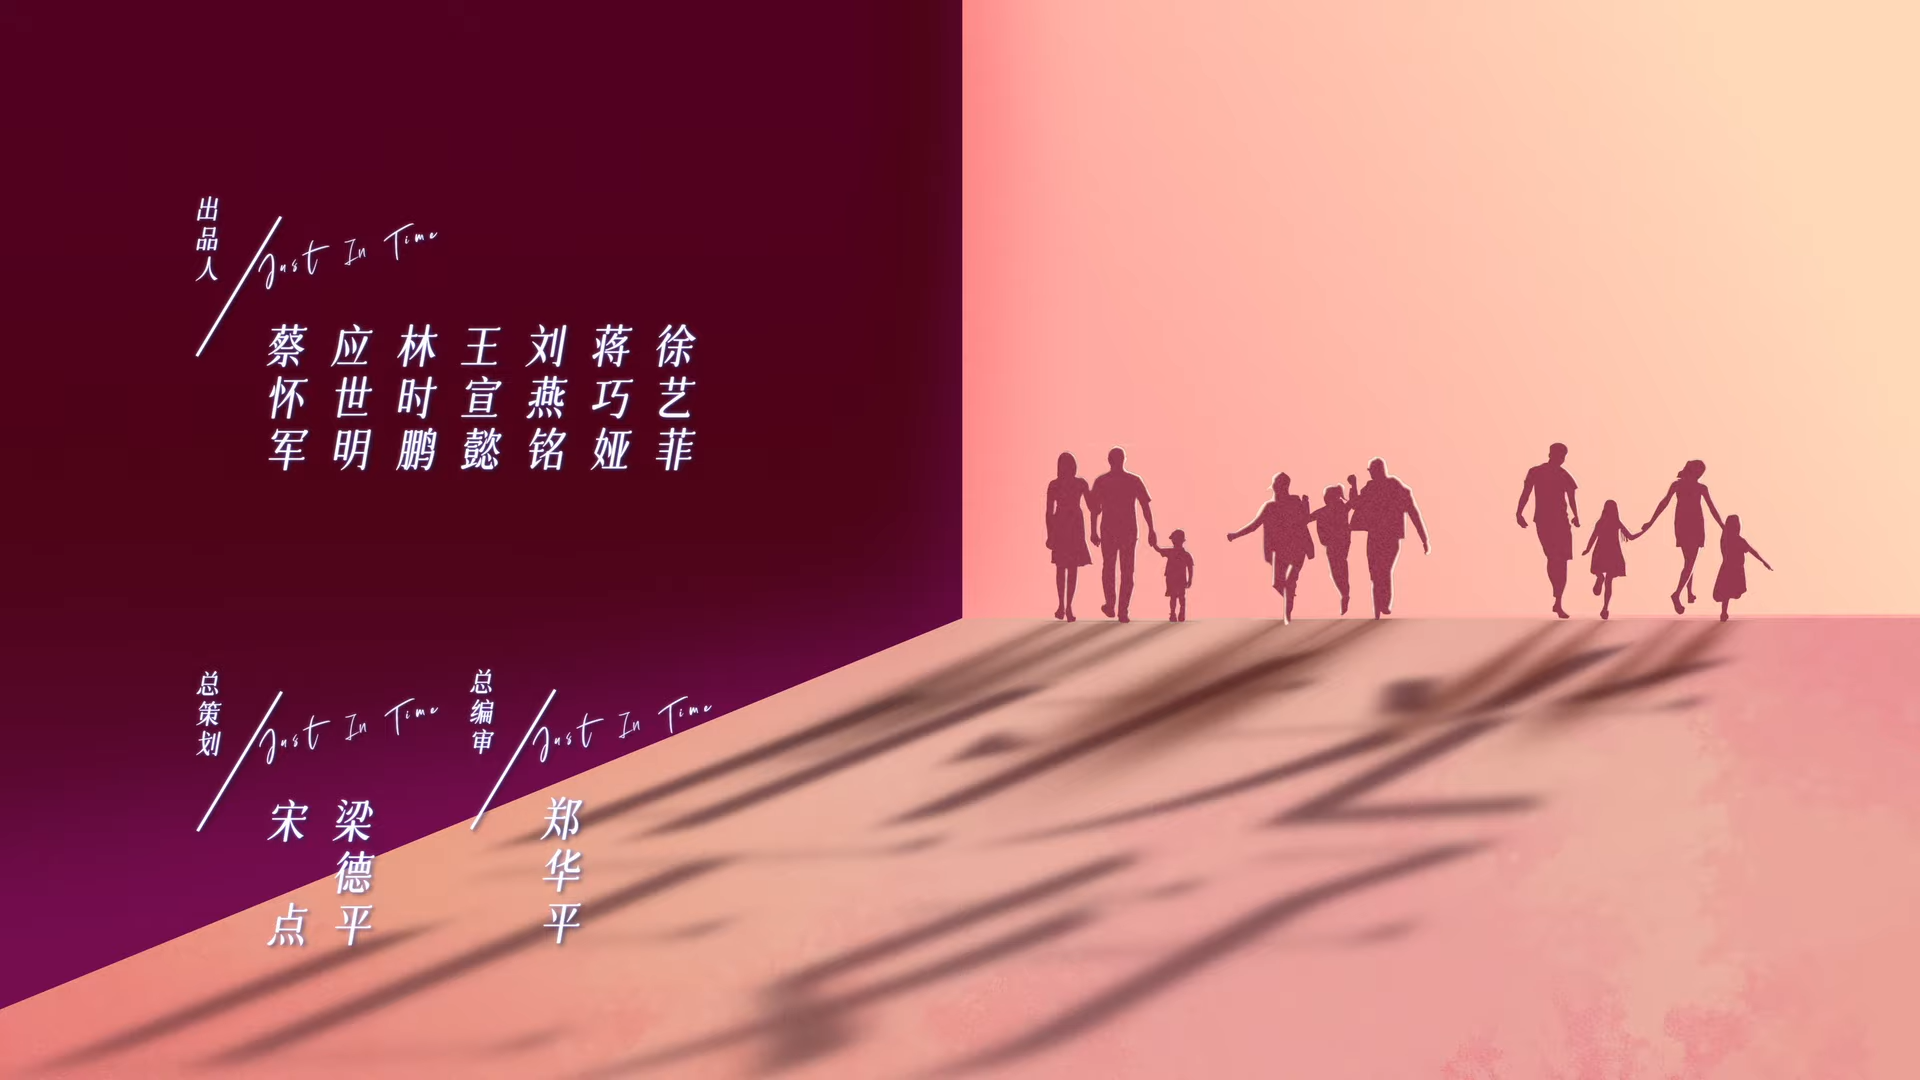 出品人
Just In Time
蔡怀军
应世明
林时鹏
王宣懿
刘燕铭
蒋巧娅
徐艺菲
总策划
Just In Time
宋点
梁德平
总编审
Just In Time
郑华平